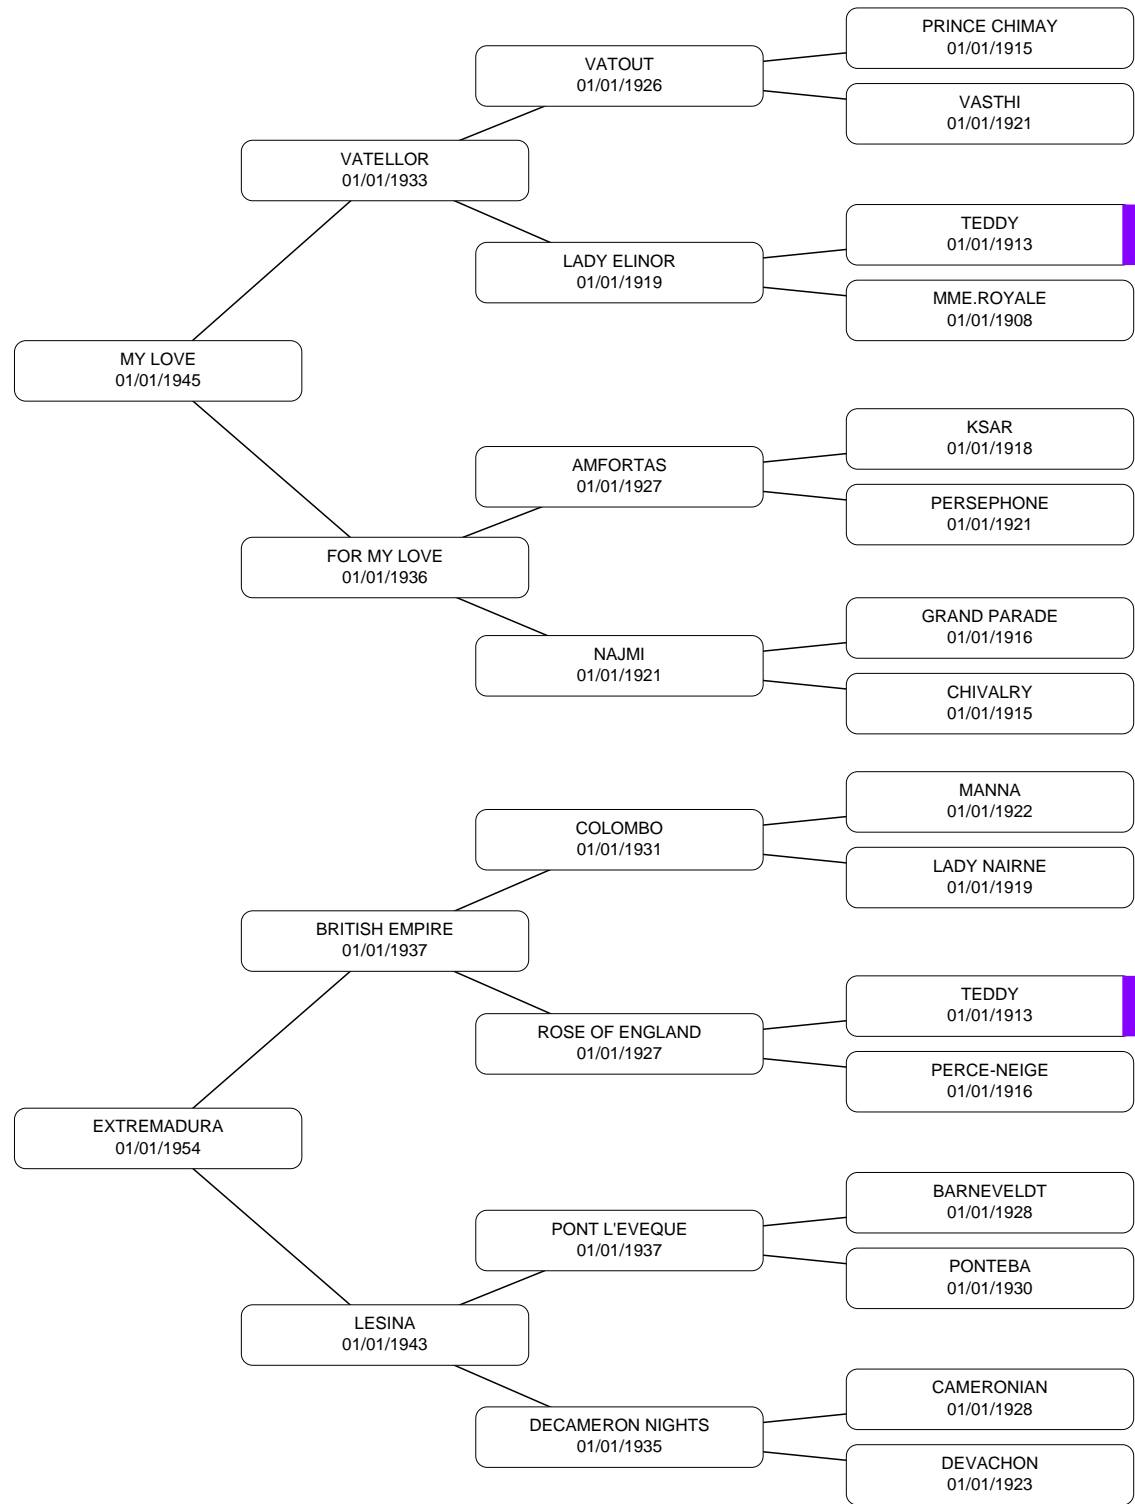 PRINCE CHIMAY
01/01/1915
VATOUT
01/01/1926
VASTHI
01/01/1921
VATELLOR
01/01/1933
TEDDY
01/01/1913
LADY ELINOR
01/01/1919
MME.ROYALE
01/01/1908
MY LOVE
01/01/1945
KSAR
01/01/1918
AMFORTAS
01/01/1927
PERSEPHONE
01/01/1921
FOR MY LOVE
01/01/1936
GRAND PARADE
01/01/1916
NAJMI
01/01/1921
CHIVALRY
01/01/1915
MANNA
01/01/1922
COLOMBO
01/01/1931
LADY NAIRNE
01/01/1919
BRITISH EMPIRE
01/01/1937
TEDDY
01/01/1913
ROSE OF ENGLAND
01/01/1927
PERCE-NEIGE
01/01/1916
EXTREMADURA
01/01/1954
BARNEVELDT
01/01/1928
PONT L'EVEQUE
01/01/1937
PONTEBA
01/01/1930
LESINA
01/01/1943
CAMERONIAN
01/01/1928
DECAMERON NIGHTS
01/01/1935
DEVACHON
01/01/1923